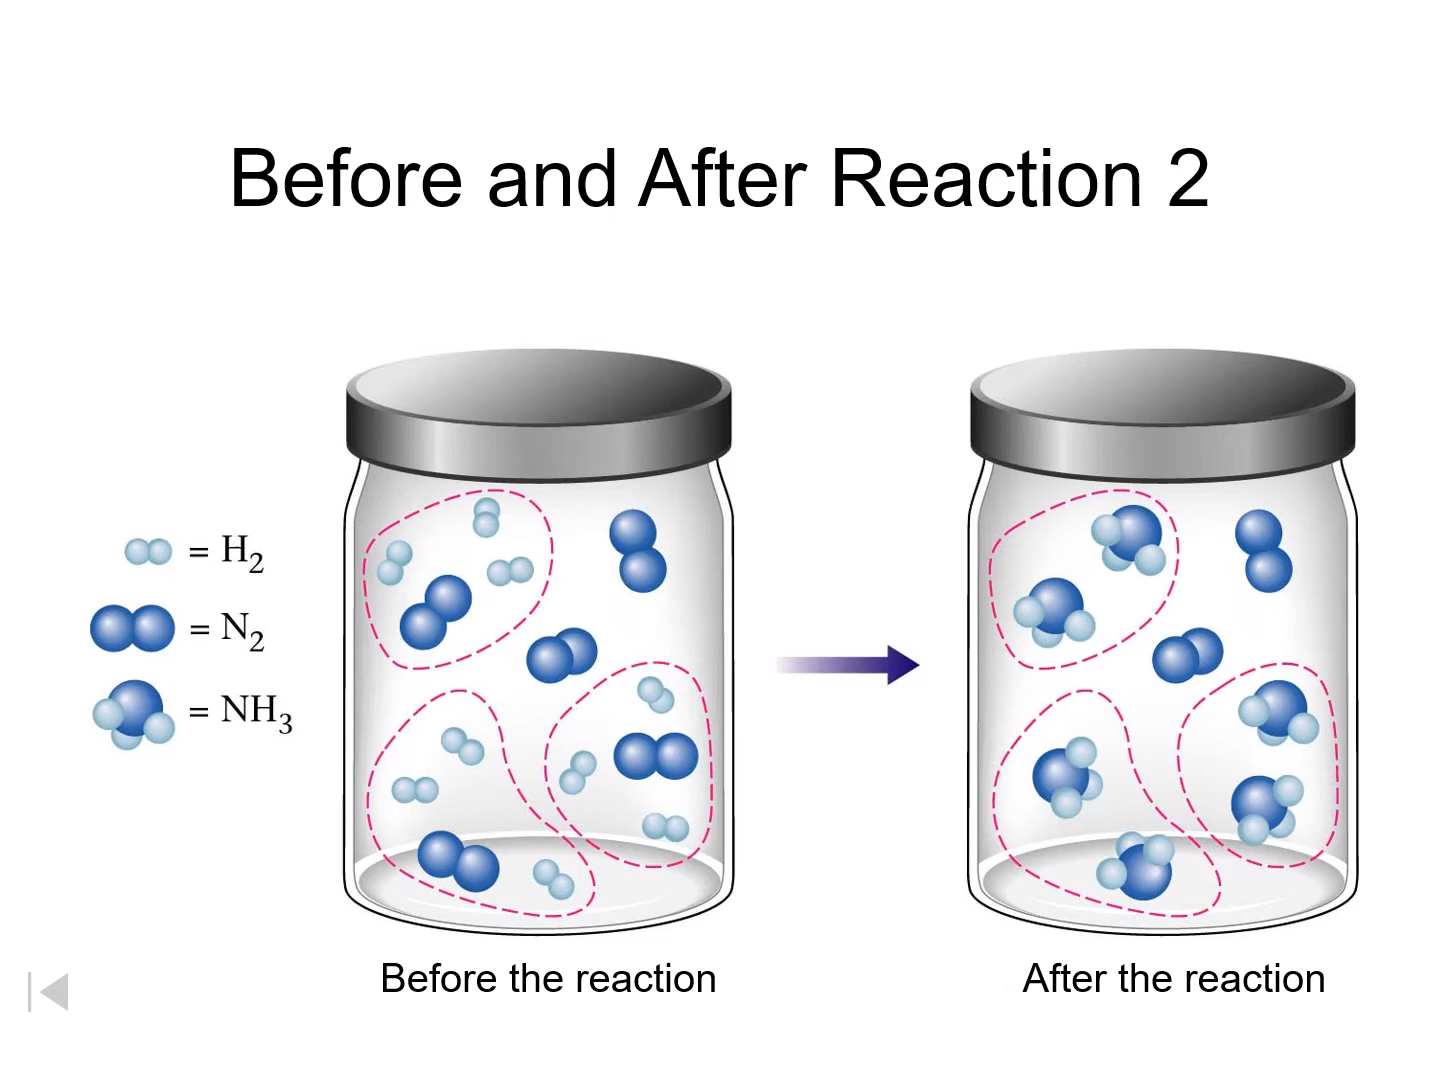 Before and After Reaction 2
= H₂
= N₂
= NH₃
Before the reaction
After the reaction